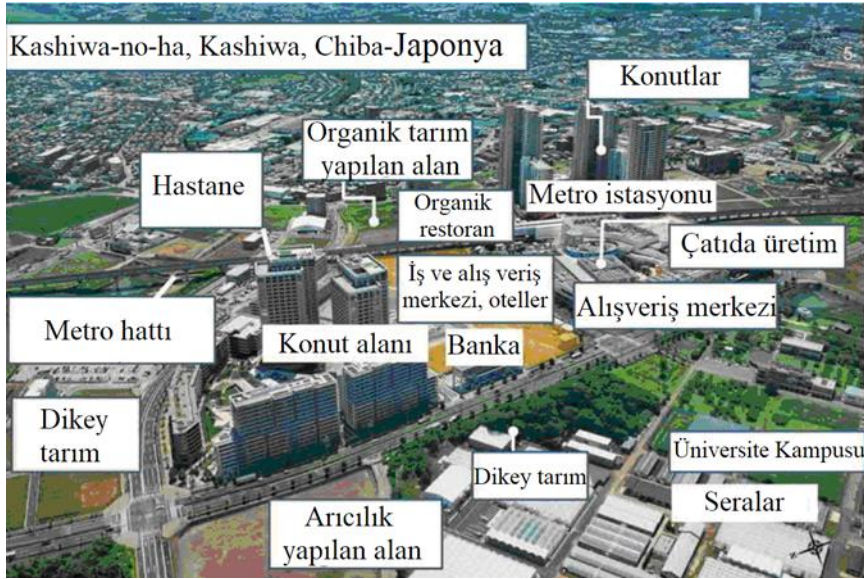 Kashiwa-no-ha, Kashiwa, Chiba-Japonya
5
Konutlar
Organik tarım
yapılan alan
Hastane
Metro istasyonu
Organik
restoran
Çatıda üretim
İş ve alış veriş
merkezi, oteller
Metro hattı
Alışveriş merkezi
Konut alanı
Banka
Dikey
tarım
Üniversite Kampusu
Dikey tarım
Seralar
Arıcılık
yapılan alan